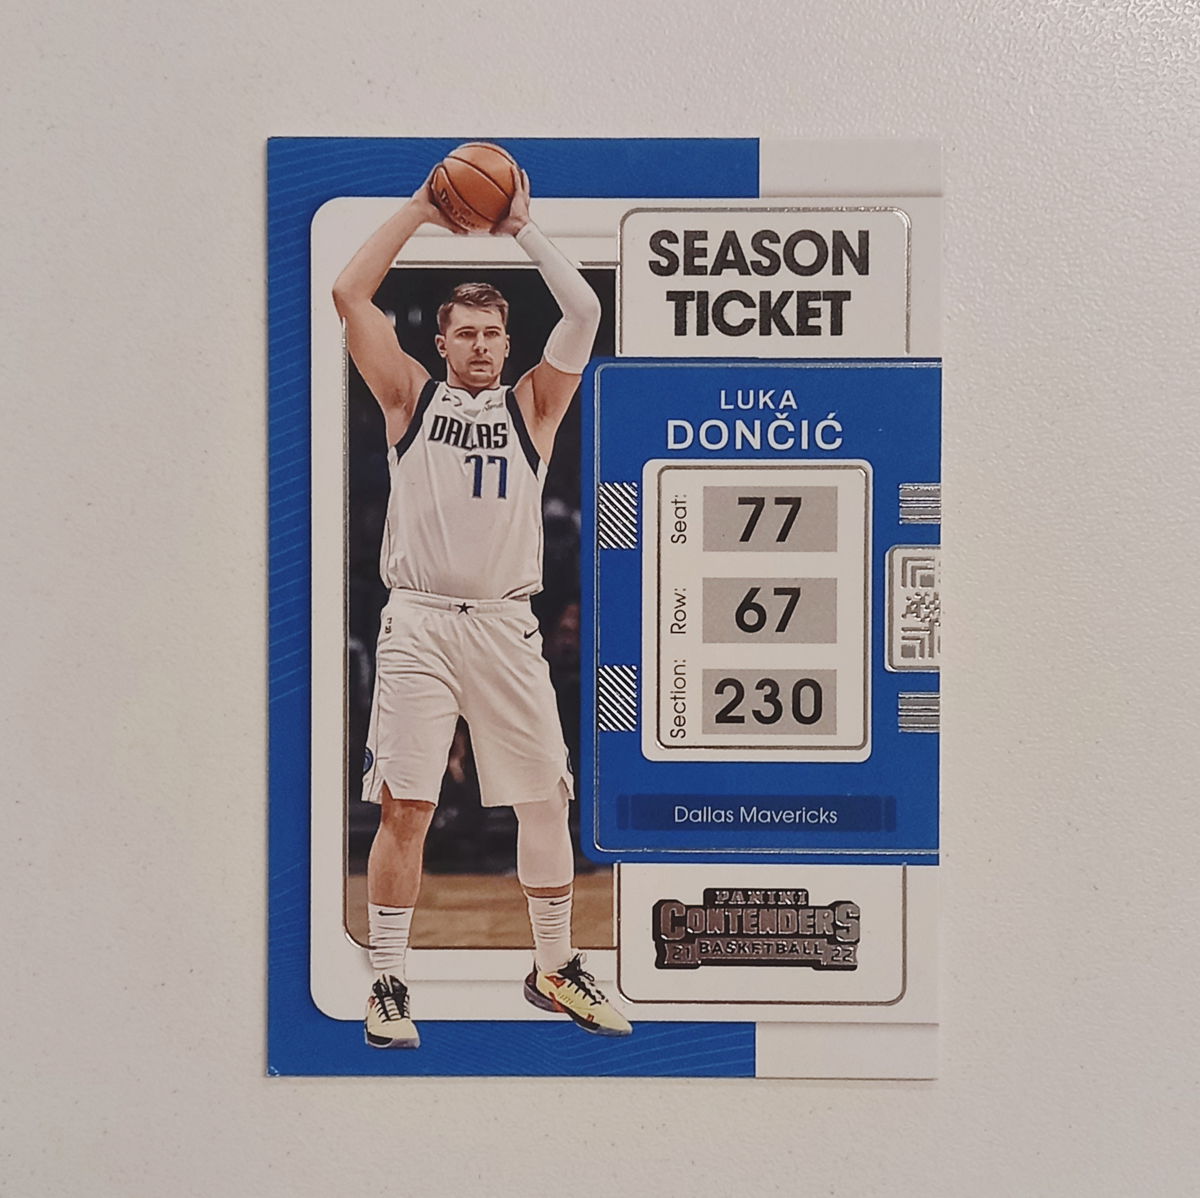 SEASON
TICKET
LUKA
DONČIĆ
Seat: 77
Row: 67
Section: 230
Dallas Mavericks
PANINI
CONTENDERS
21 BASKETBALL 22
SPALDING
DALLAS
77